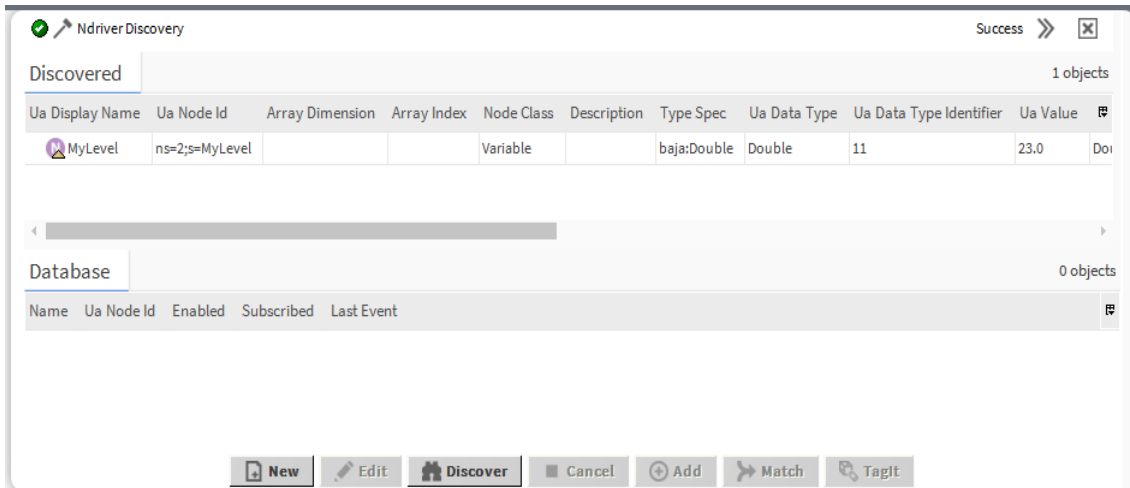 Ndriver Discovery Success
Discovered 1 objects
Ua Display Name Ua Node Id Array Dimension Array Index Node Class Description Type Spec Ua Data Type Ua Data Type Identifier Ua Value
N MyLevel ns=2;s=MyLevel Variable baja:Double Double 11 23.0 Dou
Database 0 objects
Name Ua Node Id Enabled Subscribed Last Event
New Edit Discover Cancel Add Match TagIt